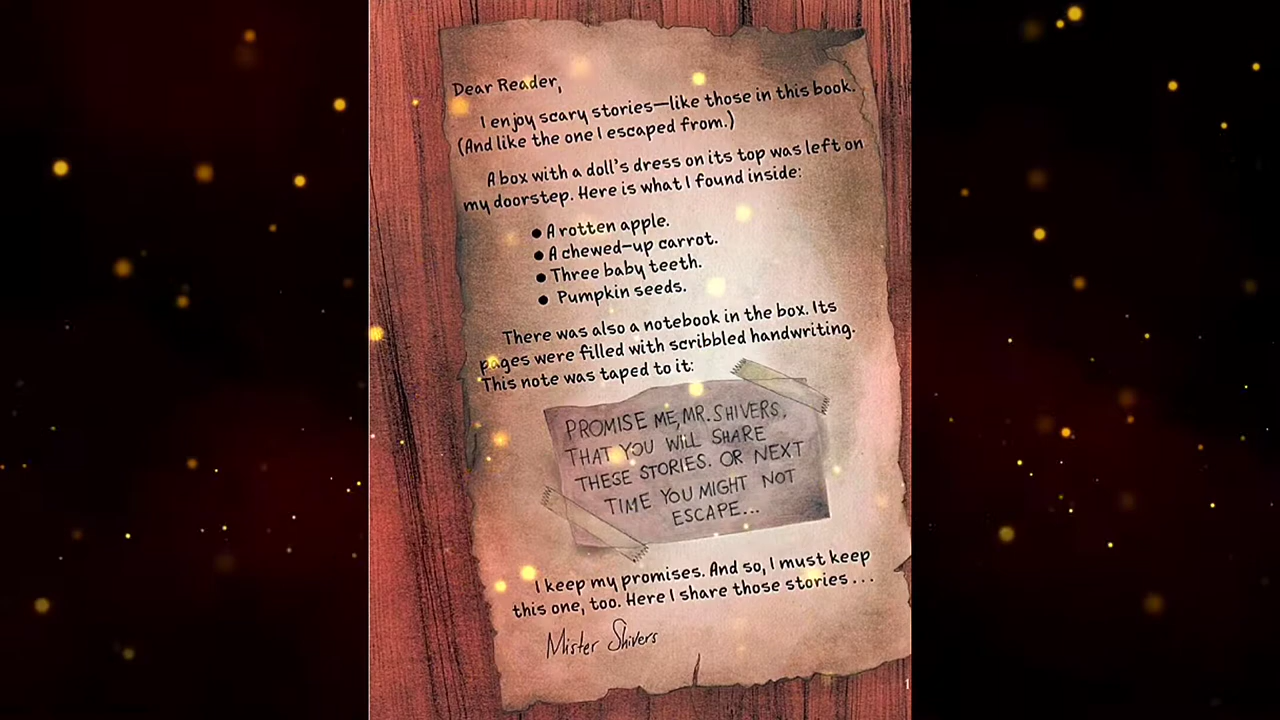 Dear Reader,
I enjoy scary stories—like those in this book.
(And like the one I escaped from.)
A box with a doll's dress on its top was left on
my doorstep. Here is what I found inside:
● A rotten apple.
● A chewed-up carrot.
● Three baby teeth.
● Pumpkin seeds.
There was also a notebook in the box. Its
pages were filled with scribbled handwriting.
This note was taped to it:
PROMISE ME, MR. SHIVERS,
THAT YOU WILL SHARE
THESE STORIES. OR NEXT
TIME YOU MIGHT NOT
ESCAPE...
I keep my promises. And so, I must keep
this one, too. Here I share those stories . . .
Mister Shivers
1